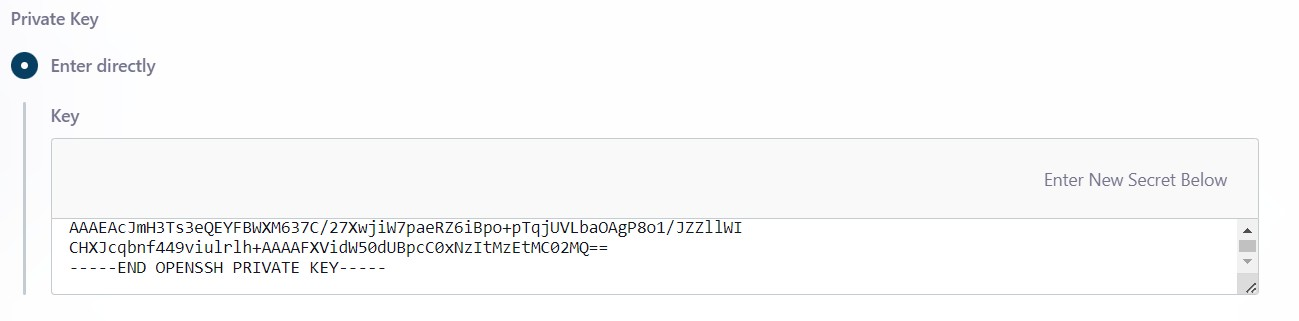 Private Key
Enter directly
Key
Enter New Secret Below
AAAEAcJmH3Ts3eQEYFBWXM637C/27XwjiW7paeRZ6iBpo+pTqjUVLbaOAgP8o1/JZZllWI
CHXJcqbnf449viulrlh+AAAAFXVidW50dUBpcC0xNzItMzEtMC02MQ==
-----END OPENSSH PRIVATE KEY-----